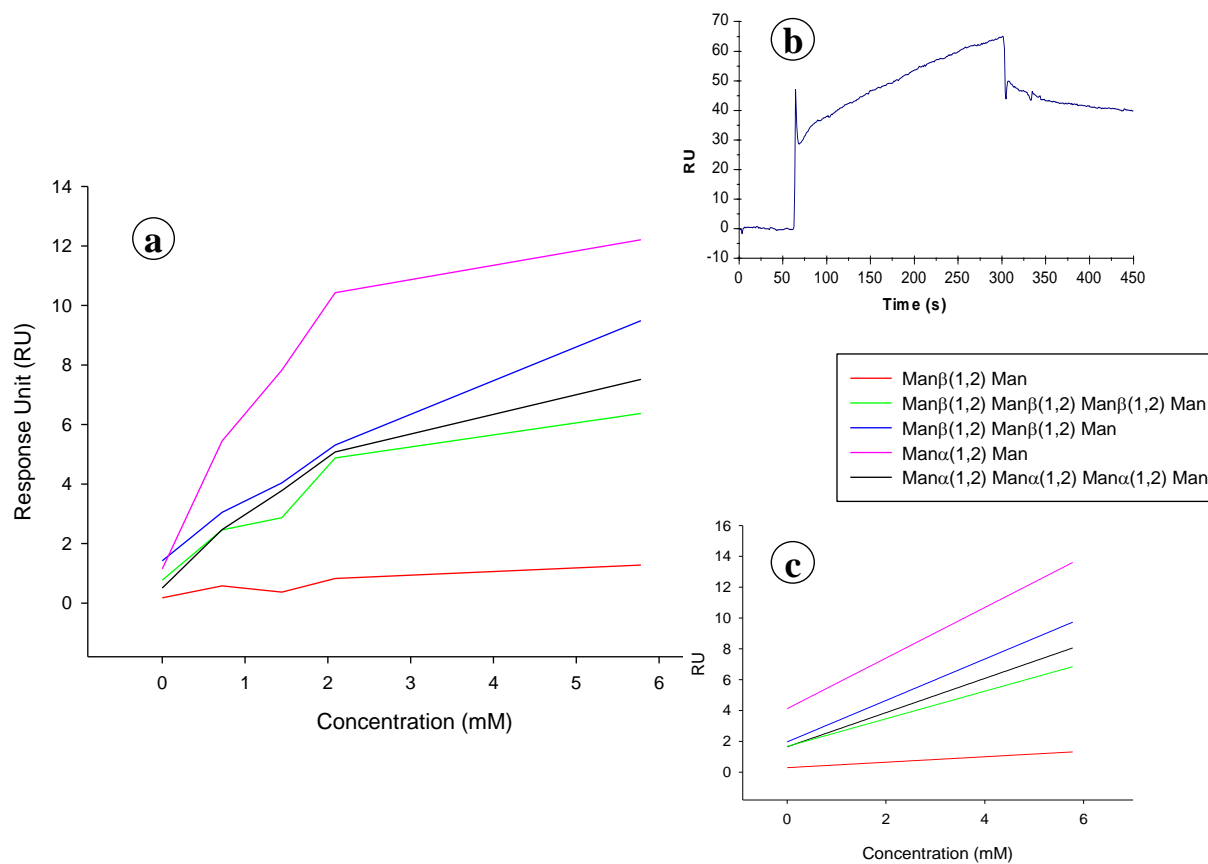 a
14
12
10
8
6
4
2
0
Response Unit (RU)
0 1 2 3 4 5 6
Concentration (mM)
b
70
60
50
40
30
20
10
0
-10
RU
0 50 100 150 200 250 300 350 400 450
Time (s)
Manβ(1,2) Man
Manβ(1,2) Manβ(1,2) Manβ(1,2) Man
Manβ(1,2) Manβ(1,2) Man
Manα(1,2) Man
Manα(1,2) Manα(1,2) Manα(1,2) Man
c
16
14
12
10
8
6
4
2
0
RU
0 2 4 6
Concentration (mM)